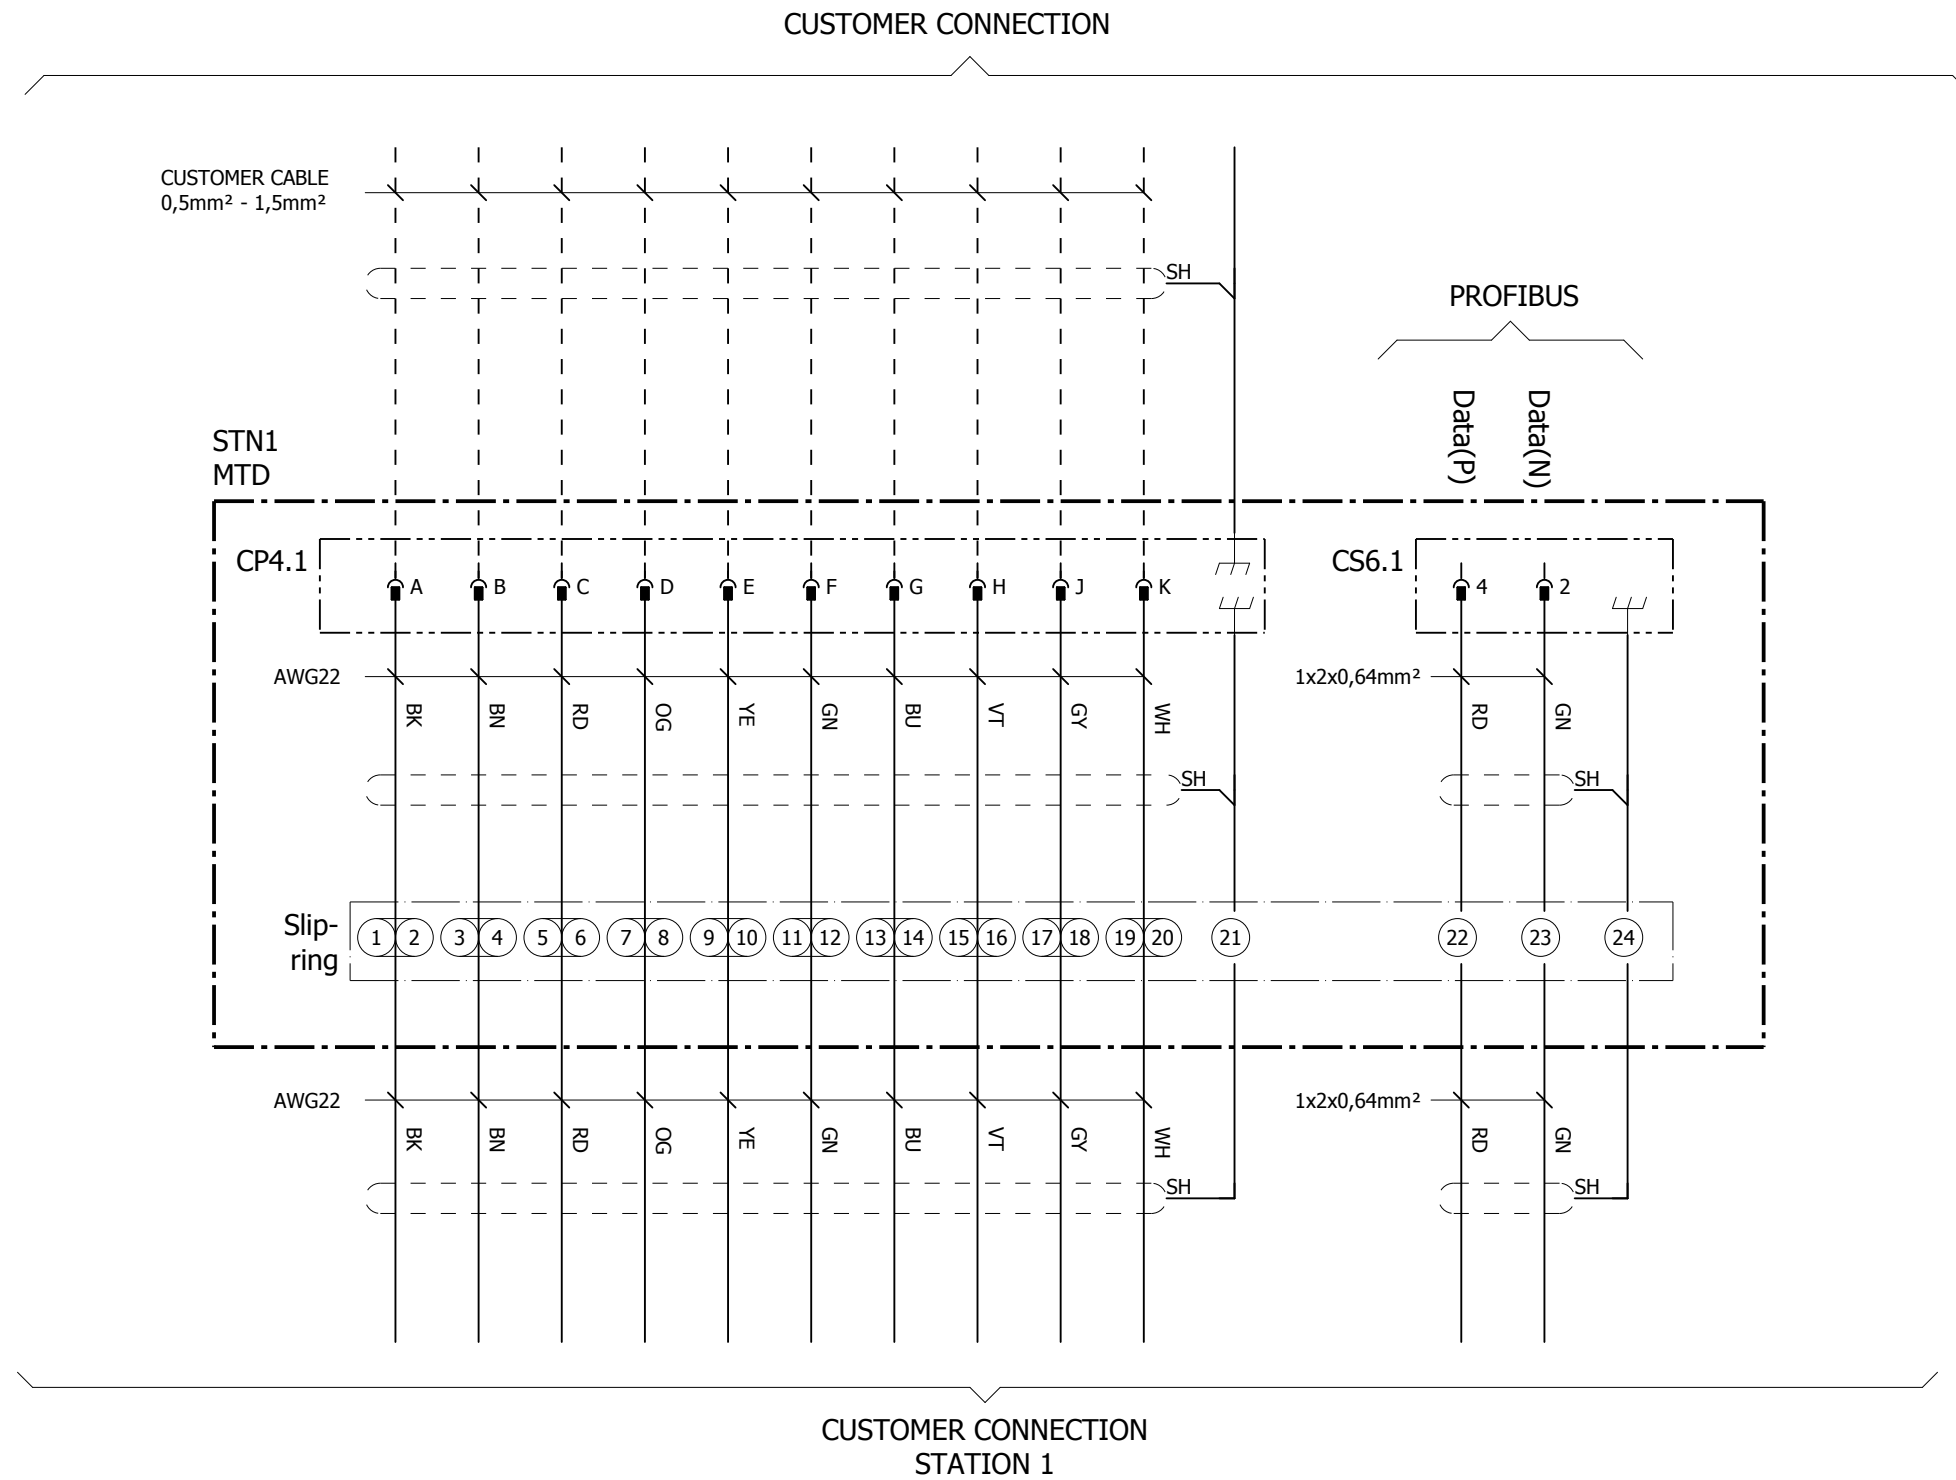 CUSTOMER CONNECTION
CUSTOMER CABLE
0,5mm² - 1,5mm²
SH
PROFIBUS
Data(P) Data(N)
STN1
MTD
CP4.1 A B C D E F G H J K
CS6.1 4 2
AWG22
1x2x0,64mm²
BK BN RD OG YE GN BU VT GY WH
RD GN
SH
SH
Slip-
ring
1 2 3 4 5 6 7 8 9 10 11 12 13 14 15 16 17 18 19 20 21 22 23 24
AWG22
1x2x0,64mm²
BK BN RD OG YE GN BU VT GY WH
RD GN
SH
SH
CUSTOMER CONNECTION
STATION 1